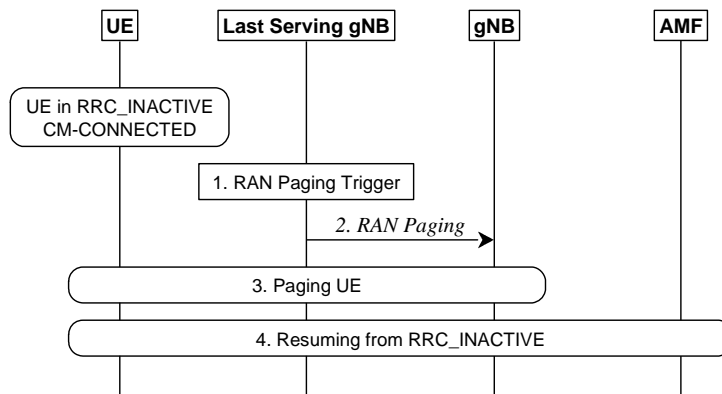 UE
Last Serving gNB
gNB
AMF
UE in RRC_INACTIVE
CM-CONNECTED
1. RAN Paging Trigger
2. RAN Paging
3. Paging UE
4. Resuming from RRC_INACTIVE